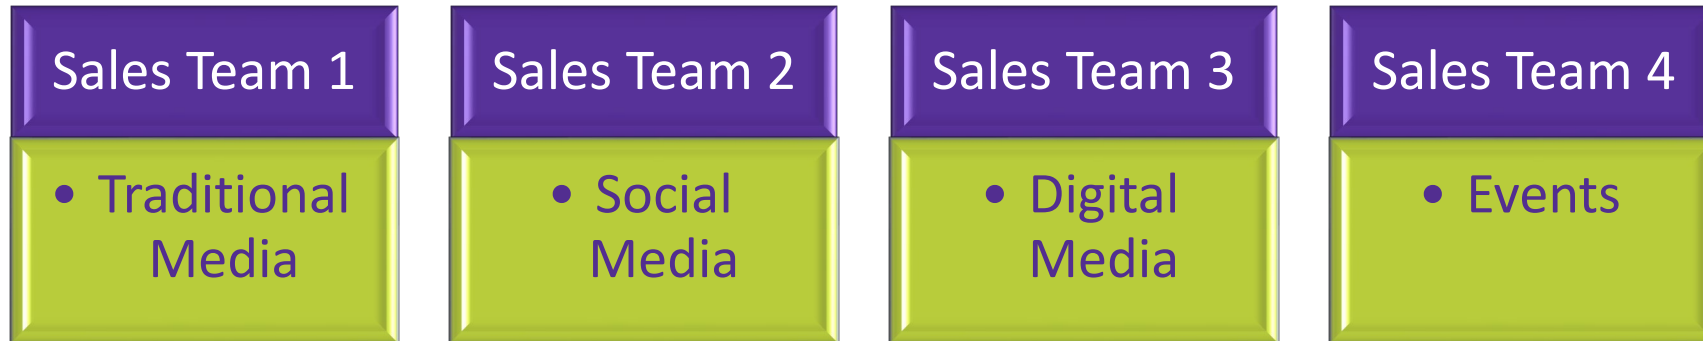 Sales Team 1
• Traditional
Media
Sales Team 2
• Social
Media
Sales Team 3
• Digital
Media
Sales Team 4
• Events